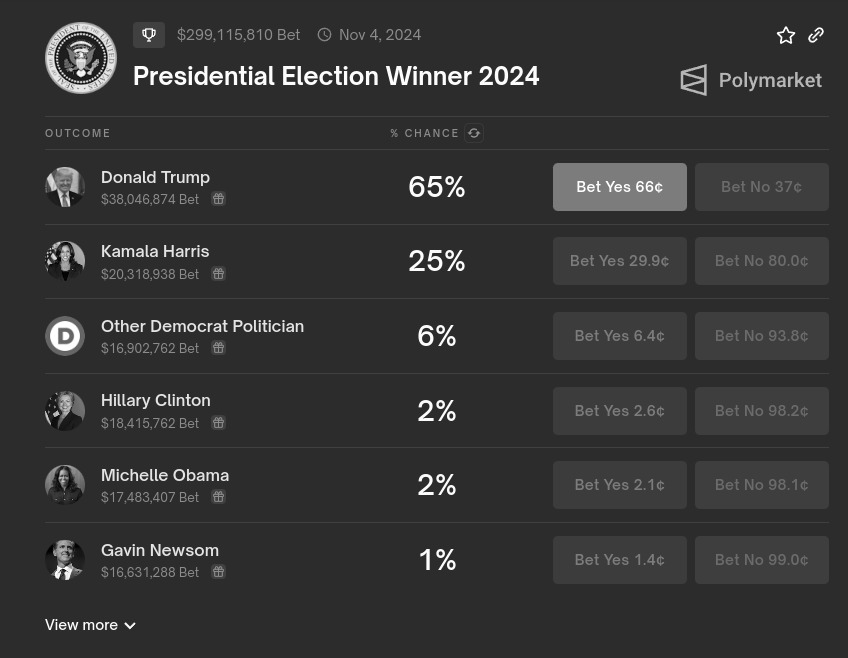 $299,115,810 Bet Nov 4, 2024
Presidential Election Winner 2024
Polymarket
OUTCOME % CHANCE
Donald Trump
$38,046,874 Bet
65%
Bet Yes 66¢ Bet No 37¢
Kamala Harris
$20,318,938 Bet
25%
Bet Yes 29.9¢ Bet No 80.0¢
Other Democrat Politician
$16,902,762 Bet
6%
Bet Yes 6.4¢ Bet No 93.8¢
Hillary Clinton
$18,415,762 Bet
2%
Bet Yes 2.6¢ Bet No 98.2¢
Michelle Obama
$17,483,407 Bet
2%
Bet Yes 2.1¢ Bet No 98.1¢
Gavin Newsom
$16,631,288 Bet
1%
Bet Yes 1.4¢ Bet No 99.0¢
View more